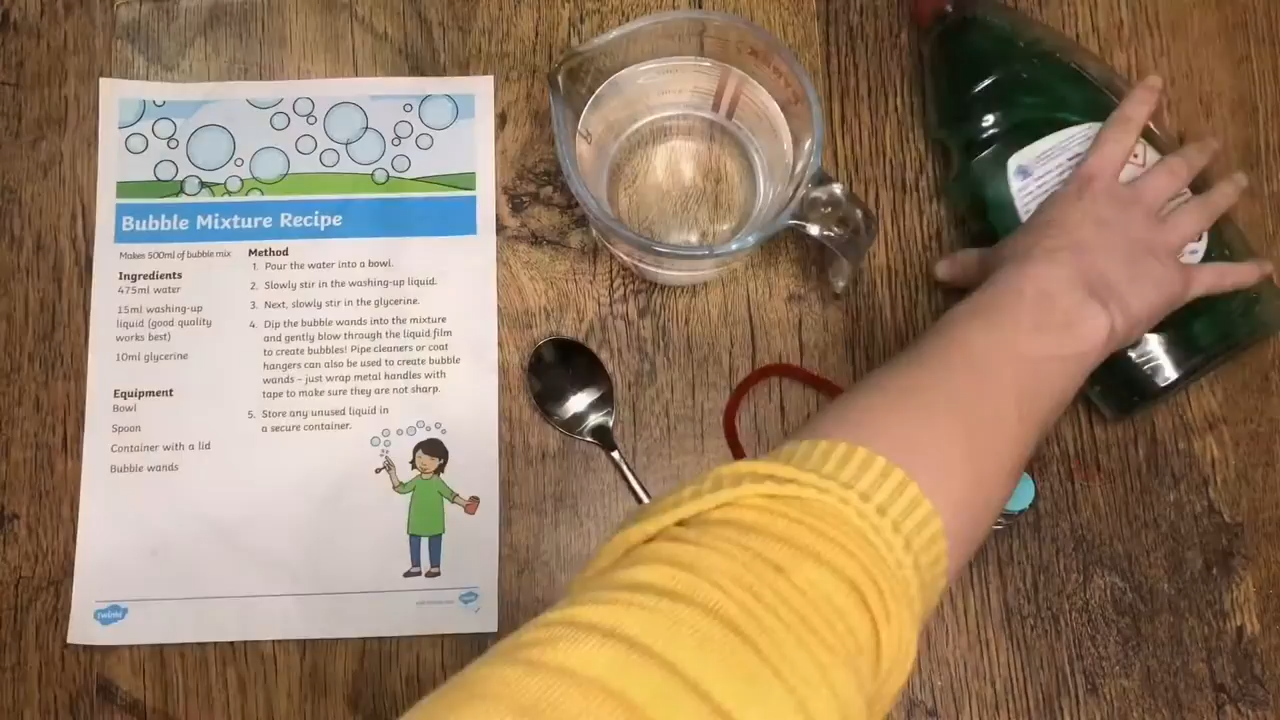 Bubble Mixture Recipe
Makes 500ml of bubble mix
Ingredients
475ml water
15ml washing-up
liquid (good quality
works best)
10ml glycerine
Equipment
Bowl
Spoon
Container with a lid
Bubble wands
Method
1. Pour the water into a bowl.
2. Slowly stir in the washing-up liquid.
3. Next, slowly stir in the glycerine.
4. Dip the bubble wands into the mixture
and gently blow through the liquid film
to create bubbles! Pipe cleaners or coat
hangers can also be used to create bubble
wands – just wrap metal handles with
tape to make sure they are not sharp.
5. Store any unused liquid in
a secure container.
twinkl